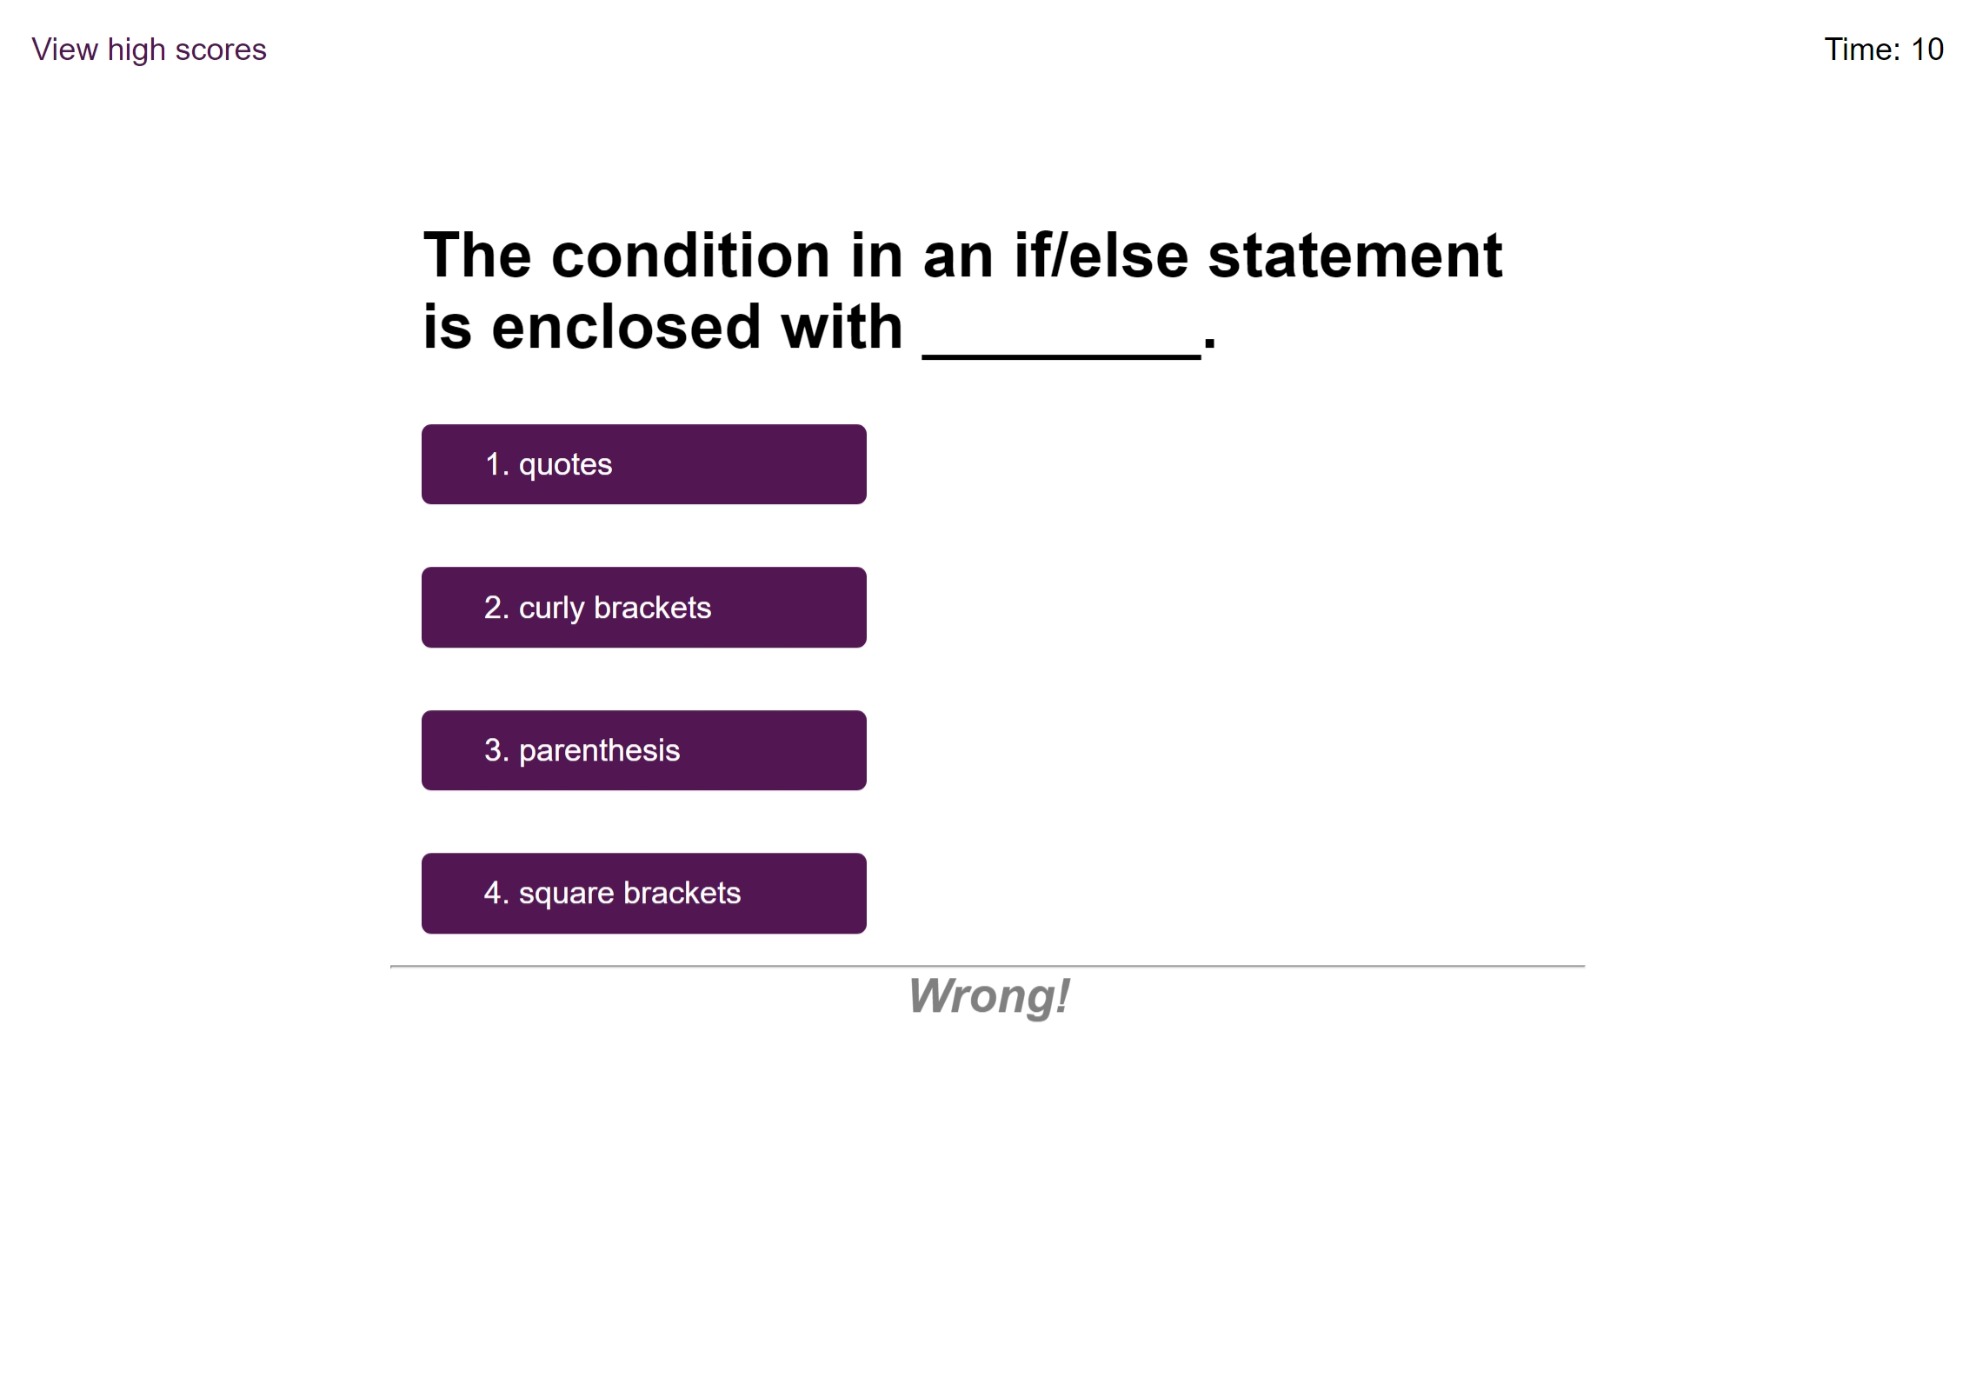 View high scores
Time: 10
The condition in an if/else statement
is enclosed with ________.
1. quotes
2. curly brackets
3. parenthesis
4. square brackets
Wrong!